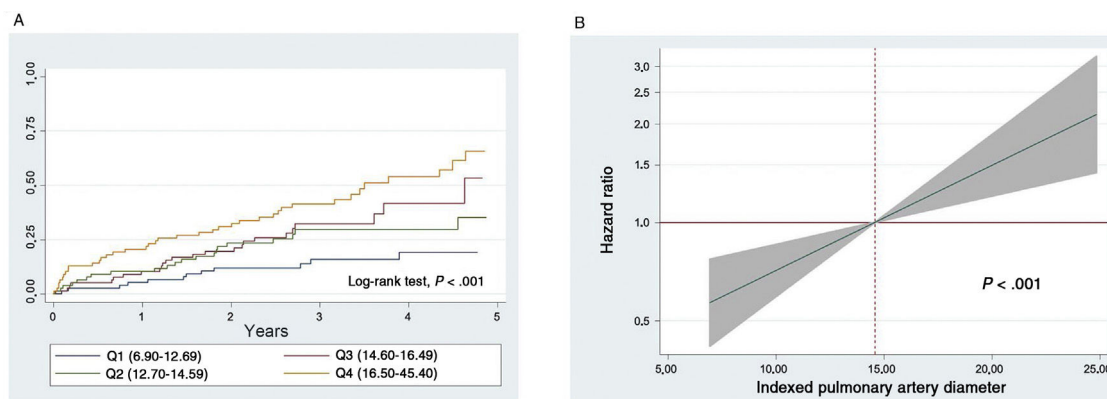 A
1.00
0.75
0.50
0.25
0.00
0
1
2
3
4
5
Log-rank test, P < .001
Years
Q1 (6.90-12.69)
Q3 (14.60-16.49)
Q2 (12.70-14.59)
Q4 (16.50-45.40)
B
Hazard ratio
3.0
2.5
2.0
1.5
1.0
0.5
P < .001
5.00
10.00
15.00
20.00
25.00
Indexed pulmonary artery diameter